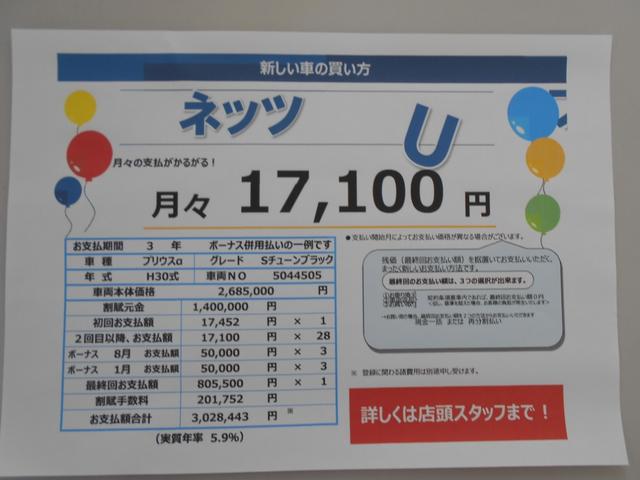 新しい車の買い方
ネッツ U
月々の支払がかるがる！
月々 17,100 円
お支払期間 3 年 ボーナス併用払いの一例です
車 種 プリウスα グレード Sチューンブラック
年 式 H30式 車両NO 5044505
車両本体価格 2,685,000 円
割賦元金 1,400,000 円
初回お支払額 17,452 円 × 1
2回目以降、お支払額 17,100 円 × 28
ボーナス 8月 お支払額 50,000 円 × 3
ボーナス 1月 お支払額 50,000 円 × 3
最終回お支払額 805,500 円 × 1
割賦手数料 201,752 円
お支払額合計 3,028,443 円 ※
（実質年率 5.9%）
● 支払い開始月によってお支払い価格が異なる場合がございます。
残価（最終回お支払い額）を据置いてお支払いいただく、
まったく新しいお支払い方法です。
最終回のお支払い額は、3つの選択が出来ます。
現金一括 または 再分割払い
※ 登録に関わる諸費用は別途申し受けます。
詳しくは店頭スタッフまで！